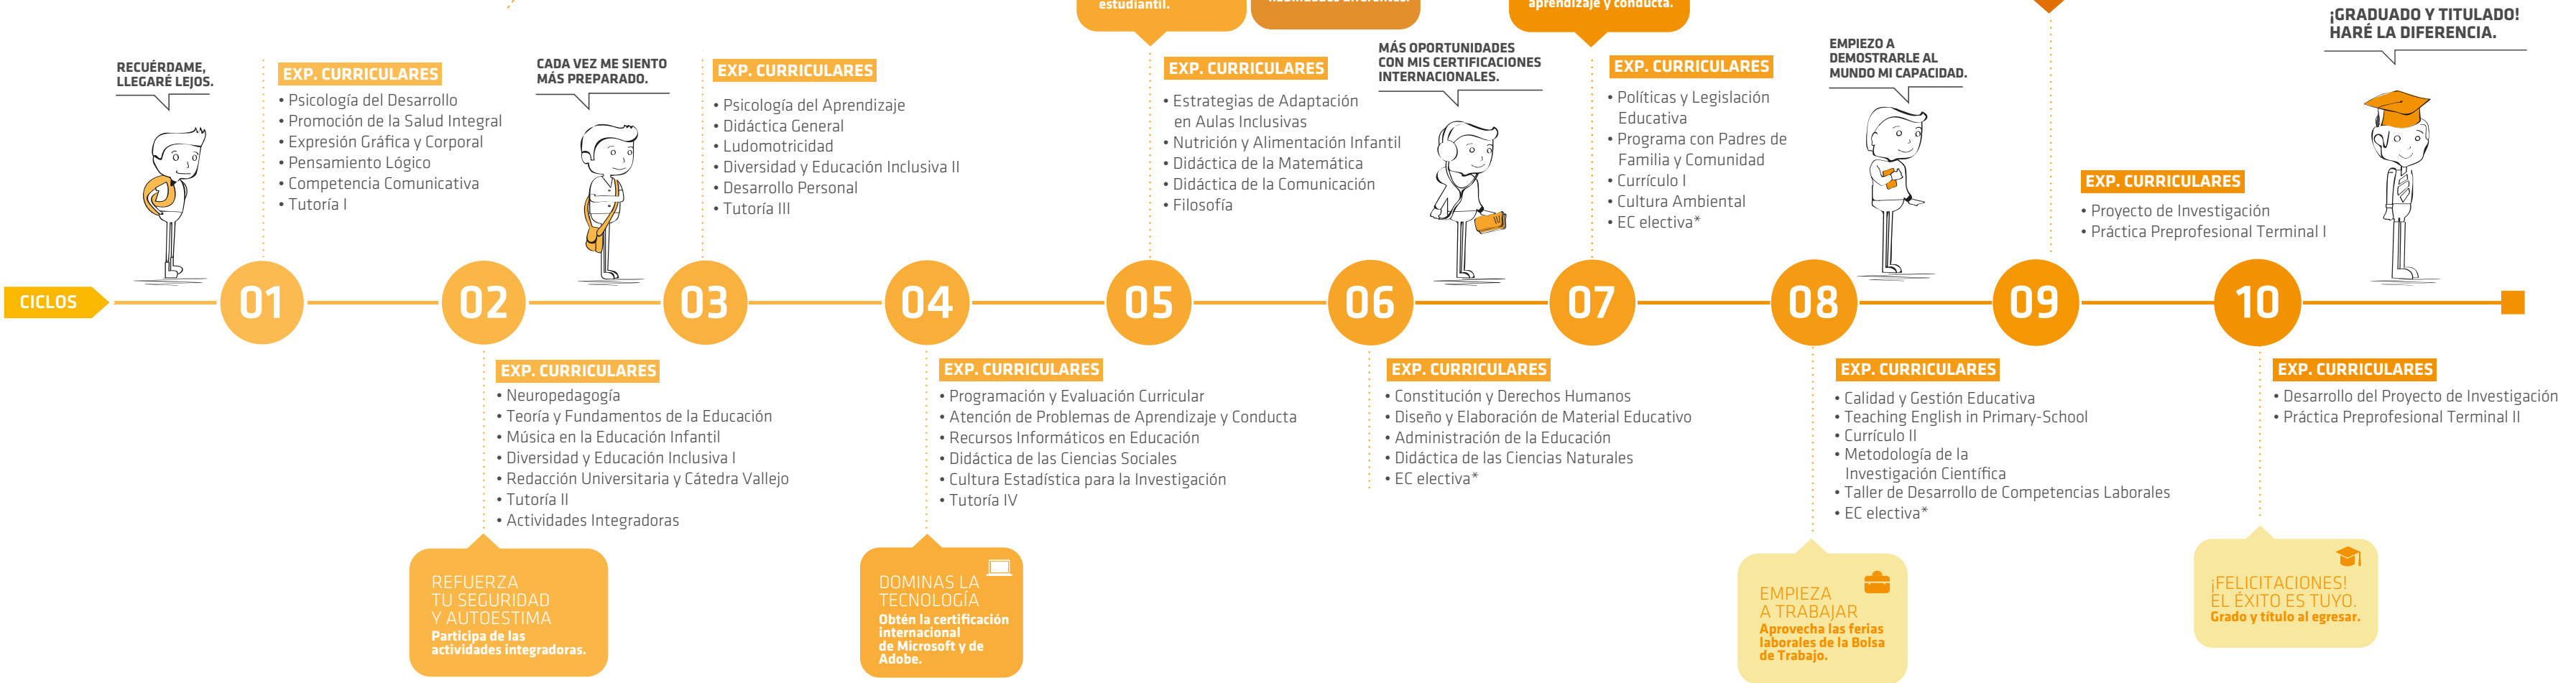 estudiantil.
aprendizaje y conducta.
RECUÉRDAME,
LLEGARÉ LEJOS.
EXP. CURRICULARES
• Psicología del Desarrollo
• Promoción de la Salud Integral
• Expresión Gráfica y Corporal
• Pensamiento Lógico
• Competencia Comunicativa
• Tutoría I
CADA VEZ ME SIENTO
MÁS PREPARADO.
EXP. CURRICULARES
• Psicología del Aprendizaje
• Didáctica General
• Ludomotricidad
• Diversidad y Educación Inclusiva II
• Desarrollo Personal
• Tutoría III
EXP. CURRICULARES
• Estrategias de Adaptación
en Aulas Inclusivas
• Nutrición y Alimentación Infantil
• Didáctica de la Matemática
• Didáctica de la Comunicación
• Filosofía
MÁS OPORTUNIDADES
CON MIS CERTIFICACIONES
INTERNACIONALES.
EXP. CURRICULARES
• Políticas y Legislación
Educativa
• Programa con Padres de
Familia y Comunidad
• Currículo I
• Cultura Ambiental
• EC electiva*
EMPIEZO A
DEMOSTRARLE AL
MUNDO MI CAPACIDAD.
EXP. CURRICULARES
• Proyecto de Investigación
• Práctica Preprofesional Terminal I
¡GRADUADO Y TITULADO!
HARÉ LA DIFERENCIA.
CICLOS
01
02
03
04
05
06
07
08
09
10
EXP. CURRICULARES
• Neuropedagogía
• Teoría y Fundamentos de la Educación
• Música en la Educación Infantil
• Diversidad y Educación Inclusiva I
• Redacción Universitaria y Cátedra Vallejo
• Tutoría II
• Actividades Integradoras
REFUERZA
TU SEGURIDAD
Y AUTOESTIMA
Participa de las
actividades integradoras.
EXP. CURRICULARES
• Programación y Evaluación Curricular
• Atención de Problemas de Aprendizaje y Conducta
• Recursos Informáticos en Educación
• Didáctica de las Ciencias Sociales
• Cultura Estadística para la Investigación
• Tutoría IV
DOMINAS LA
TECNOLOGÍA
Obtén la certificación
internacional
de Microsoft y de
Adobe.
EXP. CURRICULARES
• Constitución y Derechos Humanos
• Diseño y Elaboración de Material Educativo
• Administración de la Educación
• Didáctica de las Ciencias Naturales
• EC electiva*
EXP. CURRICULARES
• Calidad y Gestión Educativa
• Teaching English in Primary-School
• Currículo II
• Metodología de la
Investigación Científica
• Taller de Desarrollo de Competencias Laborales
• EC electiva*
EMPIEZA
A TRABAJAR
Aprovecha las ferias
laborales de la Bolsa
de Trabajo.
EXP. CURRICULARES
• Desarrollo del Proyecto de Investigación
• Práctica Preprofesional Terminal II
¡FELICITACIONES!
EL ÉXITO ES TUYO.
Grado y título al egresar.